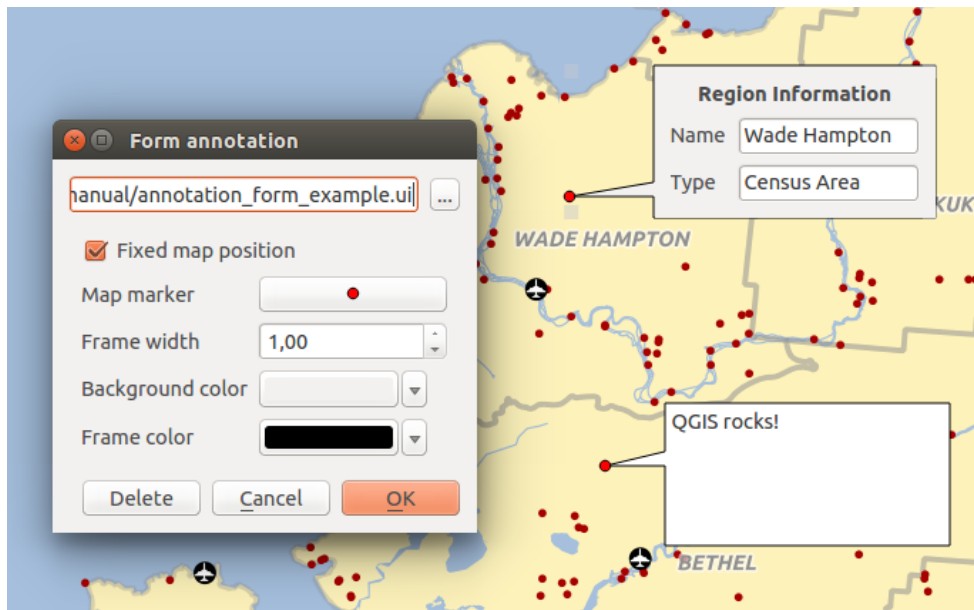 Form annotation
anual/annotation_form_example.ui
...
Fixed map position
Map marker
Frame width 1,00
Background color
Frame color
Delete Cancel OK
Region Information
Name Wade Hampton
Type Census Area
KUK
WADE HAMPTON
QGIS rocks!
BETHEL